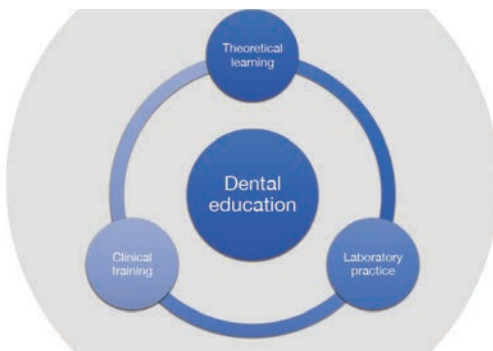 Theoretical
learning
Dental
education
Clinical
training
Laboratory
practice